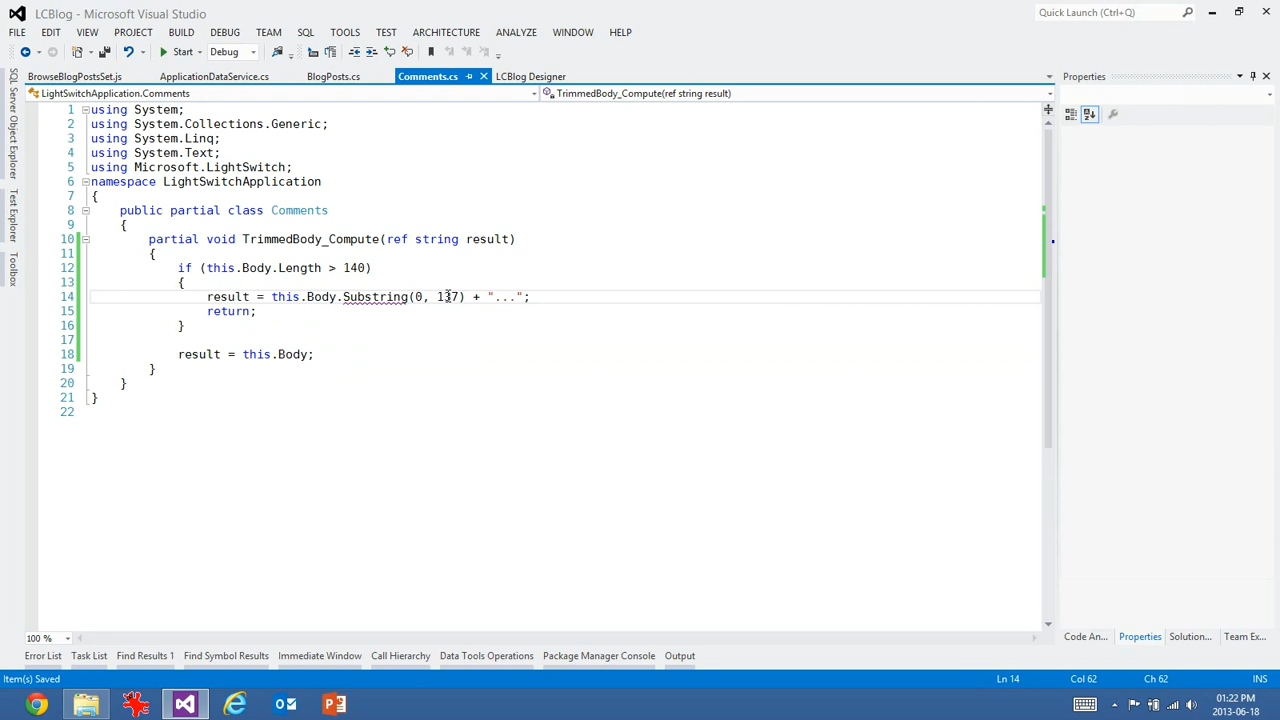 LCBlog - Microsoft Visual Studio
Quick Launch (Ctrl+Q)
FILE EDIT VIEW PROJECT BUILD DEBUG TEAM SQL TOOLS TEST ARCHITECTURE ANALYZE WINDOW HELP
Start Debug
BrowseBlogPostsSet.js ApplicationDataService.cs BlogPosts.cs Comments.cs LCBlog Designer
Properties
LightSwitchApplication.Comments TrimmedBody_Compute(ref string result)
SQL Server Object Explorer
Test Explorer
Toolbox
1 using System;
2 using System.Collections.Generic;
3 using System.Linq;
4 using System.Text;
5 using Microsoft.LightSwitch;
6 namespace LightSwitchApplication
7 {
8 public partial class Comments
9 {
10 partial void TrimmedBody_Compute(ref string result)
11 {
12 if (this.Body.Length > 140)
13 {
14 result = this.Body.Substring(0, 137) + "...";
15 return;
16 }
17
18 result = this.Body;
19 }
20 }
21 }
22
100 %
Code An... Properties Solution... Team Ex...
Error List Task List Find Results 1 Find Symbol Results Immediate Window Call Hierarchy Data Tools Operations Package Manager Console Output
Item(s) Saved Ln 14 Col 62 Ch 62 INS
01:22 PM
2013-06-18